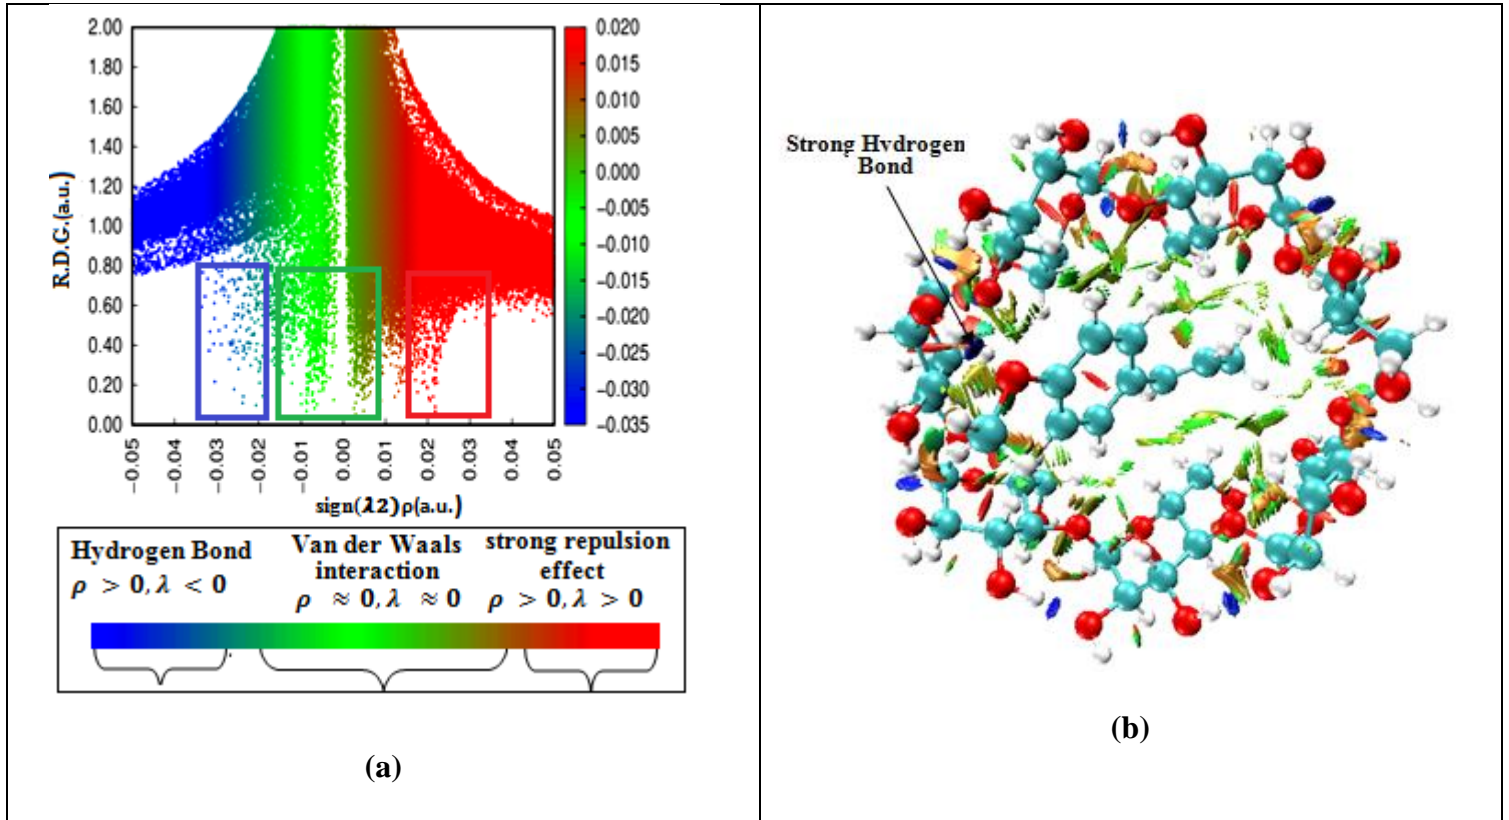 2.00
1.80
1.60
1.40
1.20
1.00
0.80
0.60
0.40
0.20
0.00
R.D.G.(a.u.)
−0.05
−0.04
−0.03
−0.02
−0.01
0.00
0.01
0.02
0.03
0.04
0.05
sign(λ2)ρ(a.u.)
0.020
0.015
0.010
0.005
0.000
−0.005
−0.010
−0.015
−0.020
−0.025
−0.030
−0.035
Hydrogen Bond
ρ > 0, λ < 0
Van der Waals
interaction
ρ ≈ 0, λ ≈ 0
strong repulsion
effect
ρ > 0, λ > 0
(a)
Strong Hydrogen
Bond
(b)